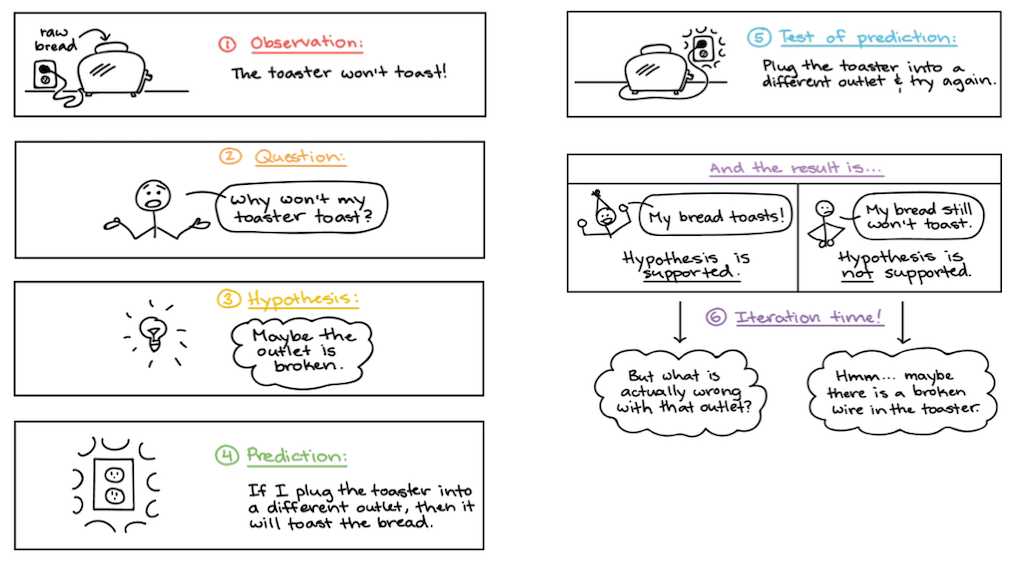 raw
bread
① Observation:
The toaster won't toast!
② Question:
Why won't my
toaster toast?
③ Hypothesis:
Maybe the
outlet is
broken.
④ Prediction:
If I plug the toaster into
a different outlet, then it
will toast the bread.
⑤ Test of prediction:
Plug the toaster into a
different outlet & try again.
And the result is...
My bread toasts!
Hypothesis is
supported.
My bread still
won't toast.
Hypothesis is
not supported.
⑥ Iteration time!
But what is
actually wrong
with that outlet?
Hmm... maybe
there is a broken
wire in the toaster.